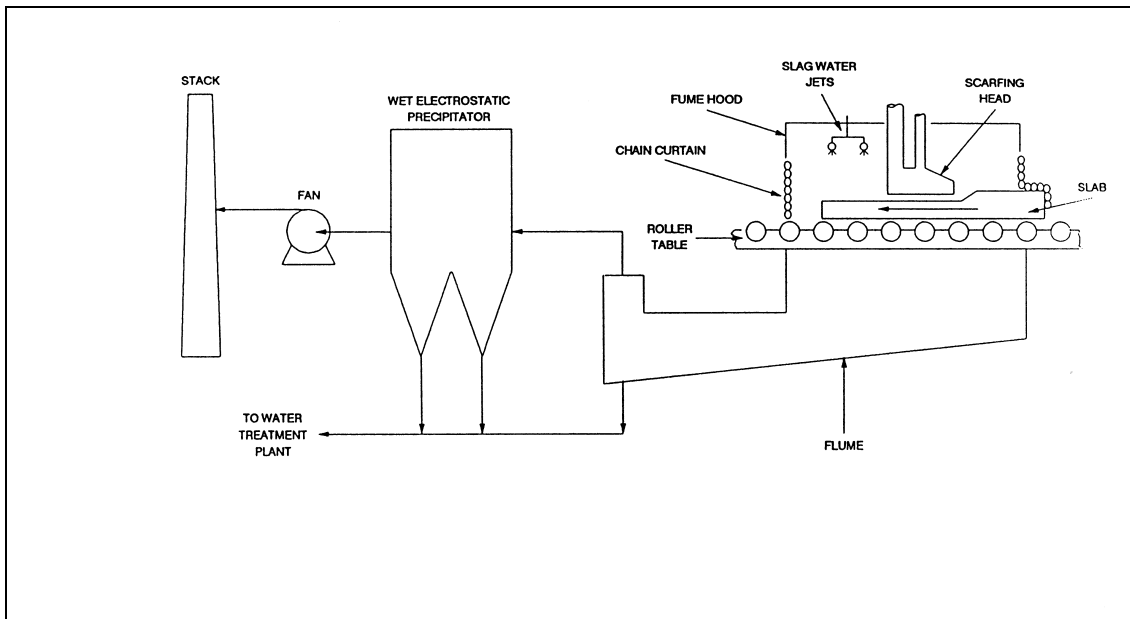 STACK
WET ELECTROSTATIC
PRECIPITATOR
FAN
SLAG WATER
JETS
SCARFING
HEAD
FUME HOOD
CHAIN CURTAIN
SLAB
ROLLER
TABLE
TO WATER
TREATMENT
PLANT
FLUME